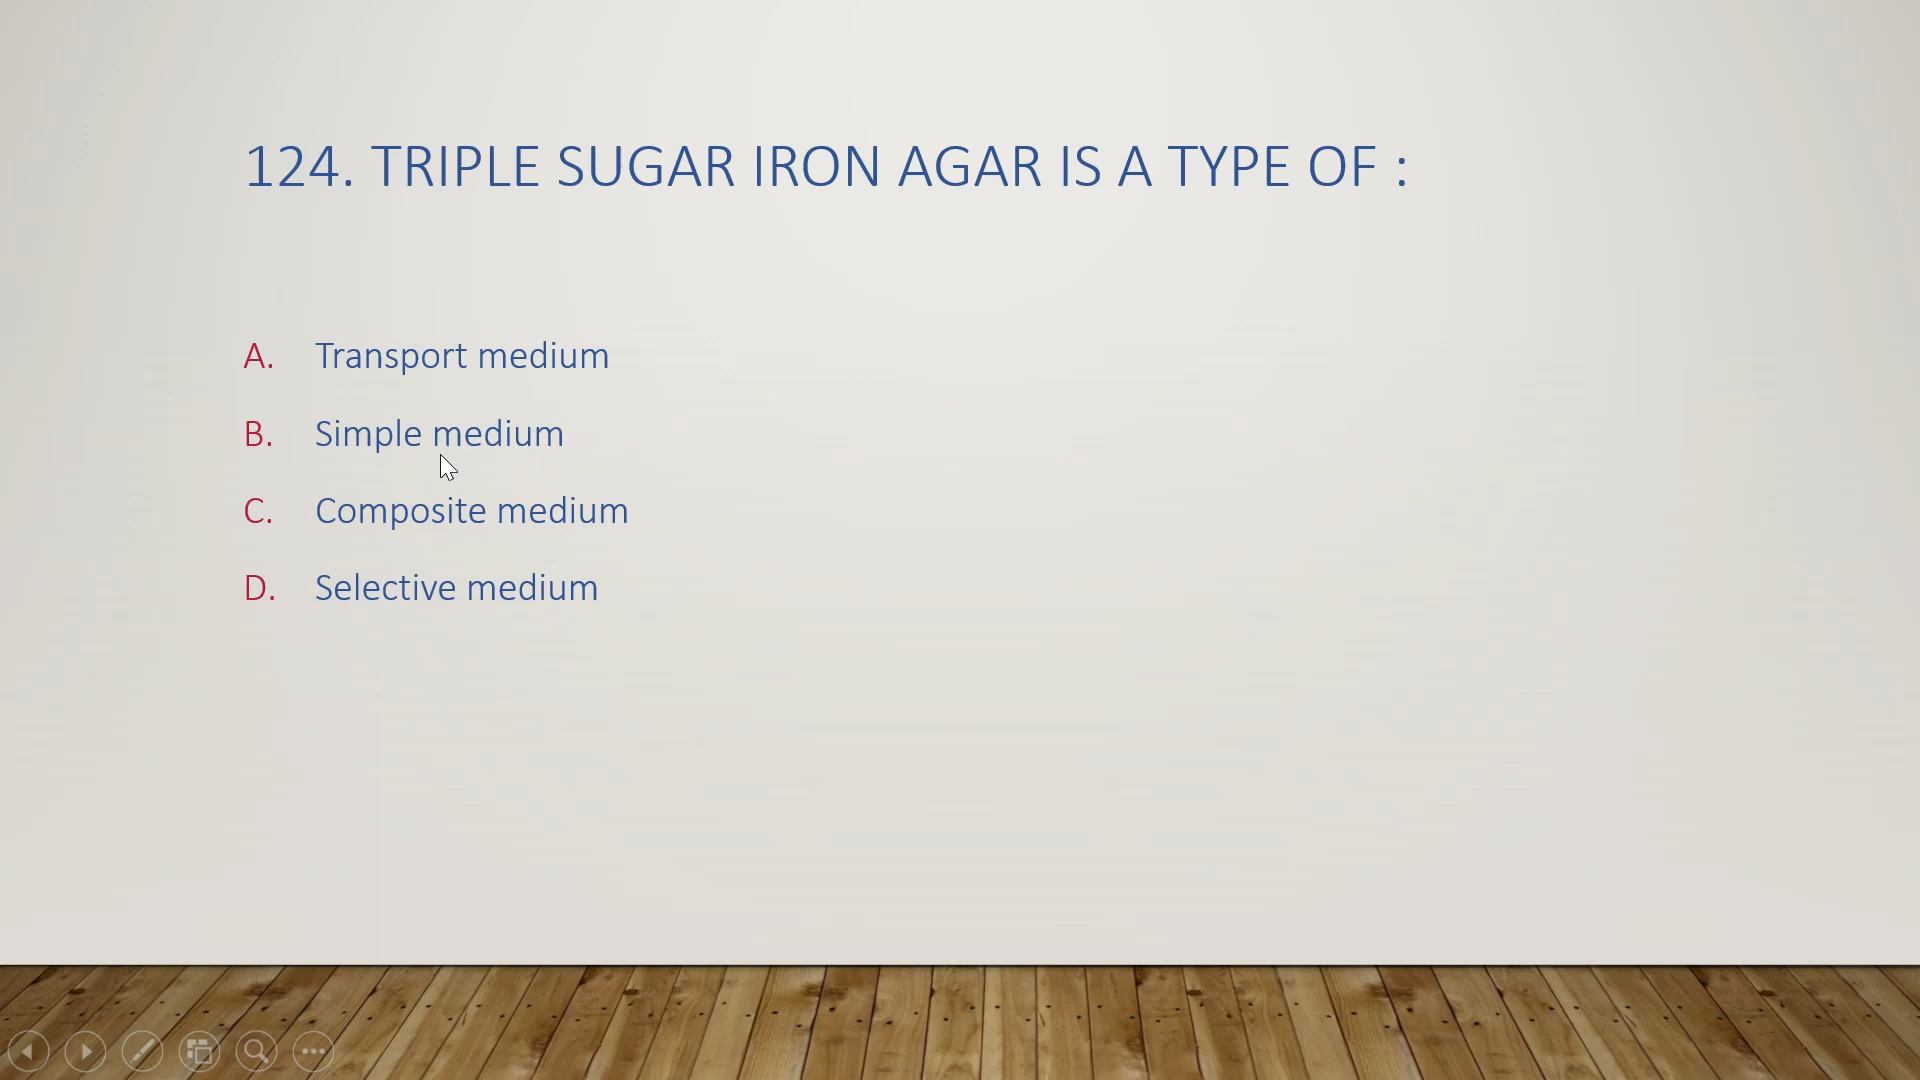 124. TRIPLE SUGAR IRON AGAR IS A TYPE OF :
A. Transport medium
B. Simple medium
C. Composite medium
D. Selective medium